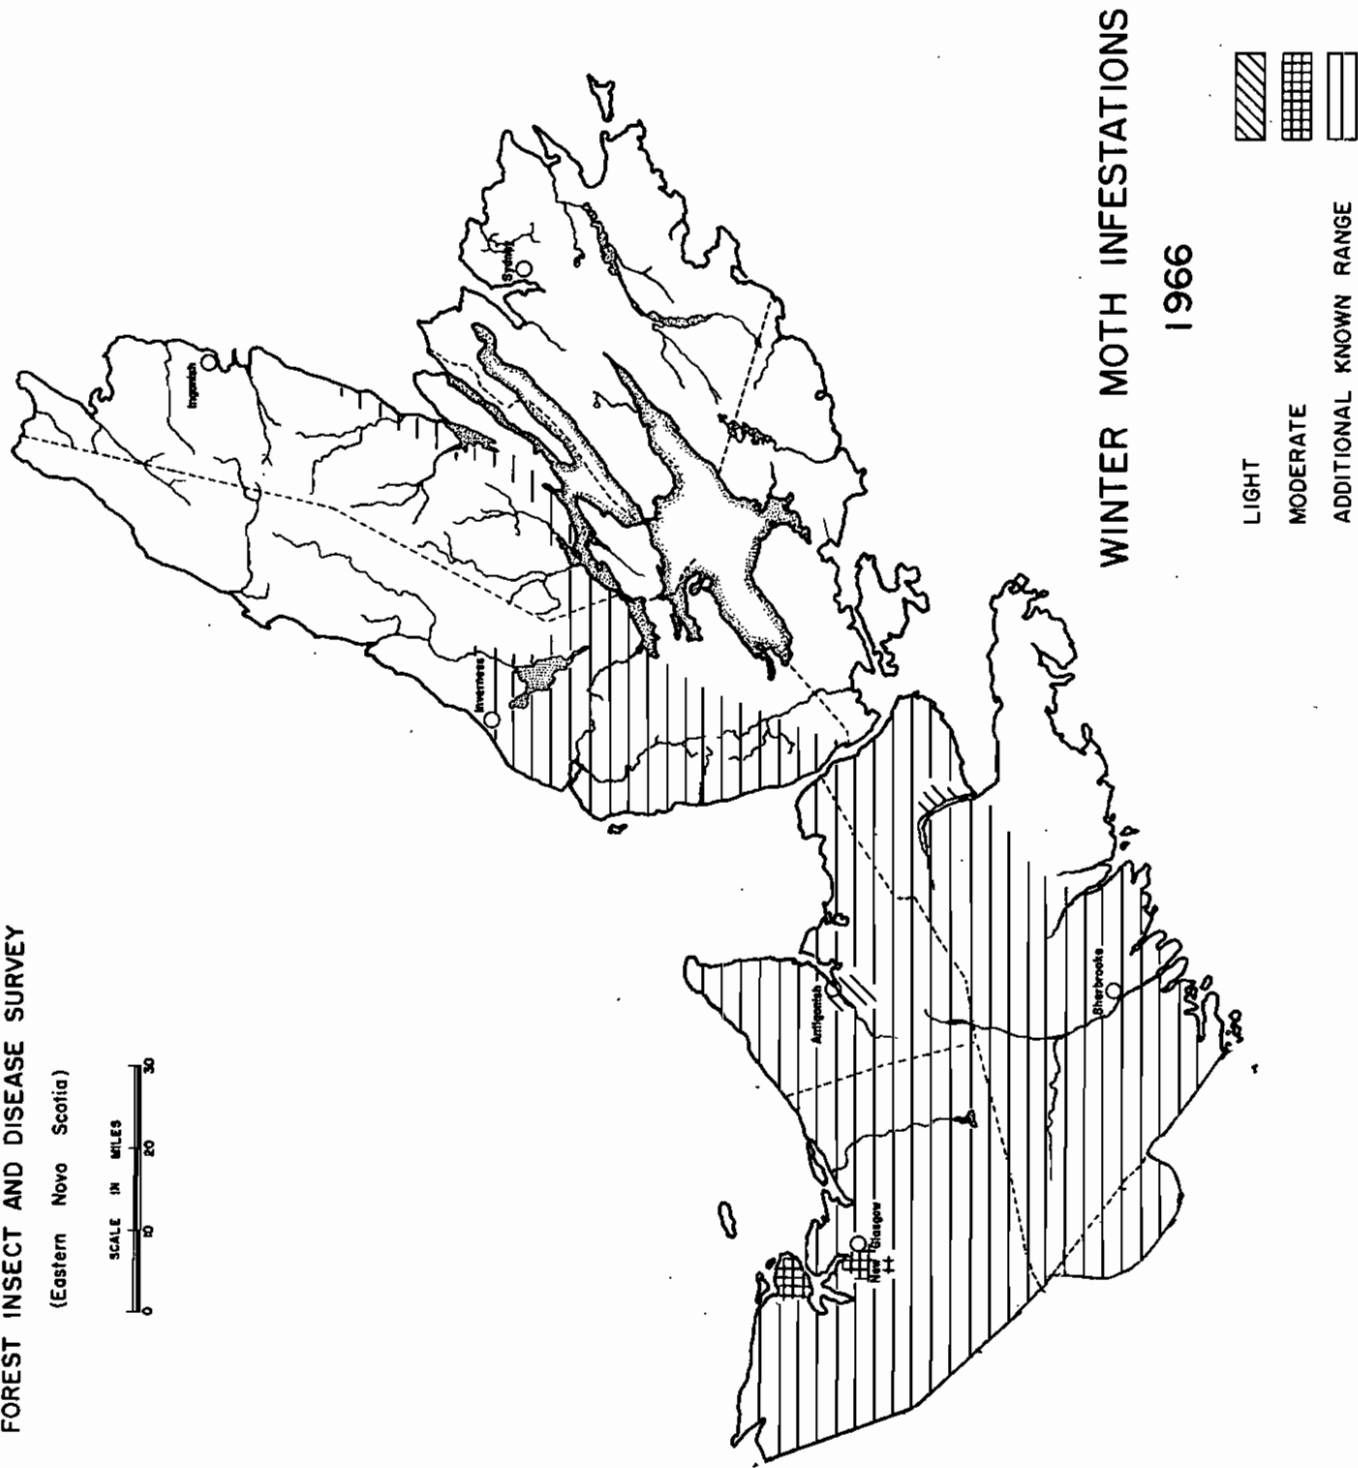 FOREST INSECT AND DISEASE SURVEY
(Eastern Nova Scotia)
SCALE IN MILES
0 10 20 30
Ingonish
Sydney
Inverness
Antigonish
Sherbrooke
New Glasgow
WINTER MOTH INFESTATIONS
1966
LIGHT
MODERATE
ADDITIONAL KNOWN RANGE